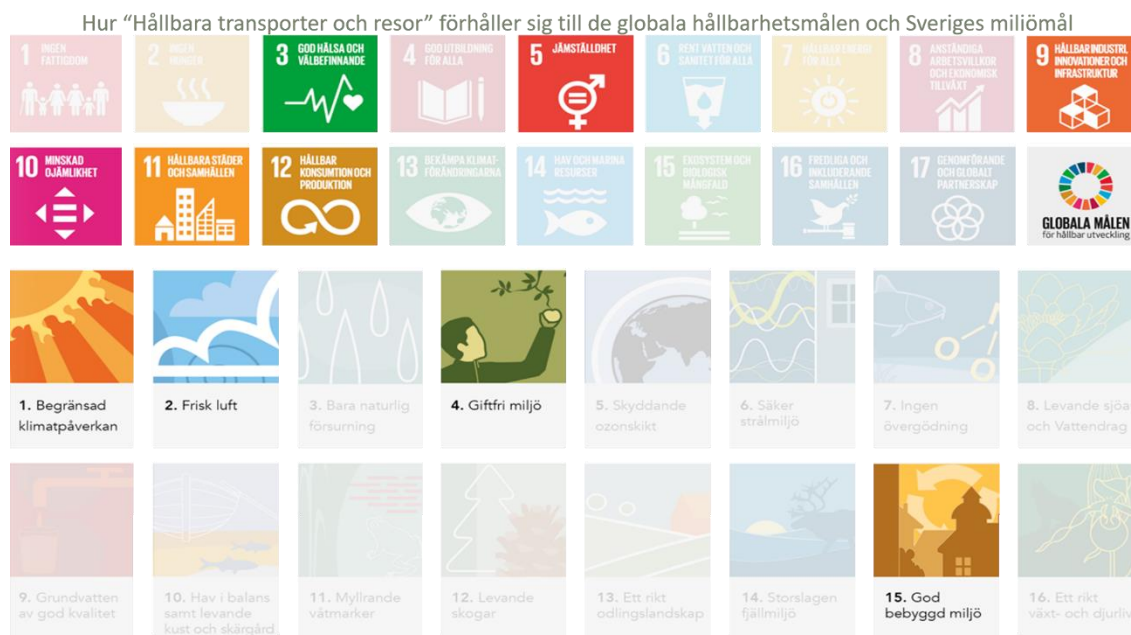 Hur “Hållbara transporter och resor” förhåller sig till de globala hållbarhetsmålen och Sveriges miljömål
1 INGEN
FATTIGDOM
2 INGEN
HUNGER
3 GOD HÄLSA OCH
VÄLBEFINNANDE
4 GOD UTBILDNING
FÖR ALLA
5 JÄMSTÄLLDHET
6 RENT VATTEN OCH
SANITET FÖR ALLA
7 HÅLLBAR ENERGI
FÖR ALLA
8 ANSTÄNDIGA
ARBETSVILLKOR
OCH EKONOMISK
TILLVÄXT
9 HÅLLBAR INDUSTRI,
INNOVATIONER OCH
INFRASTRUKTUR
10 MINSKAD
OJÄMLIKHET
11 HÅLLBARA STÄDER
OCH SAMHÄLLEN
12 HÅLLBAR
KONSUMTION OCH
PRODUKTION
13 BEKÄMPA KLIMAT-
FÖRÄNDRINGARNA
14 HAV OCH MARINA
RESURSER
15 EKOSYSTEM OCH
BIOLOGISK
MÅNGFALD
16 FREDLIGA OCH
INKLUDERANDE
SAMHÄLLEN
17 GENOMFÖRANDE
OCH GLOBALT
PARTNERSKAP
GLOBALA MÅLEN
för hållbar utveckling
1. Begränsad
klimatpåverkan
2. Frisk luft
3. Bara naturlig
försurning
4. Giftfri miljö
5. Skyddande
ozonskikt
6. Säker
strålmiljö
7. Ingen
övergödning
8. Levande sjöa
och Vattendrag
9. Grundvatten
av god kvalitet
10. Hav i balans
samt levande
kust och skärgård
11. Myllrande
våtmarker
12. Levande
skogar
13. Ett rikt
odlingslandskap
14. Storslagen
fjällmiljö
15. God
bebyggd miljö
16. Ett rikt
växt- och djurliv